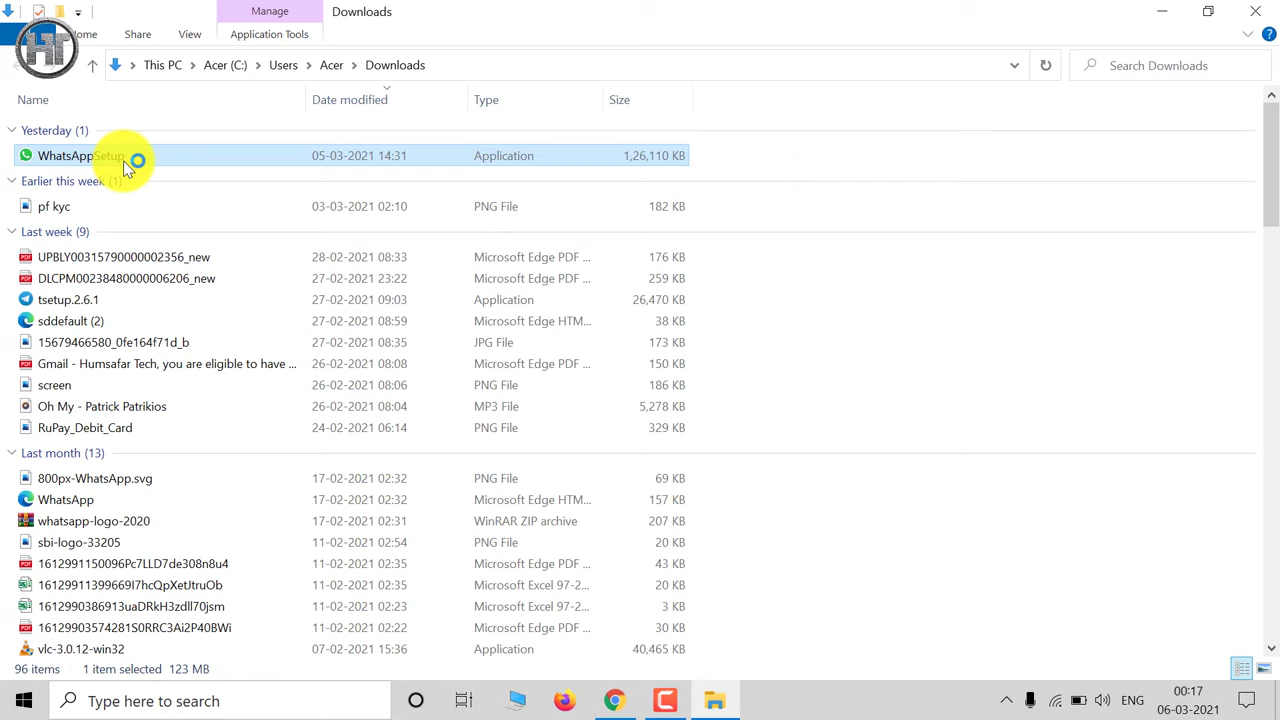 Manage
Downloads
Home
Share
View
Application Tools
HT
This PC > Acer (C:) > Users > Acer > Downloads
Search Downloads
Name
Date modified
Type
Size
Yesterday (1)
WhatsAppSetup 05-03-2021 14:31 Application 1,26,110 KB
Earlier this week (1)
pf kyc 03-03-2021 02:10 PNG File 182 KB
Last week (9)
UPBLY00315790000002356_new 28-02-2021 08:33 Microsoft Edge PDF ... 176 KB
DLCPM00238480000006206_new 27-02-2021 23:22 Microsoft Edge PDF ... 259 KB
tsetup.2.6.1 27-02-2021 09:03 Application 26,470 KB
sddefault (2) 27-02-2021 08:59 Microsoft Edge HTM... 38 KB
15679466580_0fe164f71d_b 27-02-2021 08:35 JPG File 173 KB
Gmail - Humsafar Tech, you are eligible to have ... 26-02-2021 08:08 Microsoft Edge PDF ... 150 KB
screen 26-02-2021 08:06 PNG File 186 KB
Oh My - Patrick Patrikios 26-02-2021 08:04 MP3 File 5,278 KB
RuPay_Debit_Card 24-02-2021 06:14 PNG File 329 KB
Last month (13)
800px-WhatsApp.svg 17-02-2021 02:32 PNG File 69 KB
WhatsApp 17-02-2021 02:32 Microsoft Edge HTM... 157 KB
whatsapp-logo-2020 17-02-2021 02:31 WinRAR ZIP archive 207 KB
sbi-logo-33205 11-02-2021 02:54 PNG File 20 KB
1612991150096Pc7LLD7de308n8u4 11-02-2021 02:35 Microsoft Edge PDF ... 43 KB
1612991139966​9I7hcQpXetJtruOb 11-02-2021 02:35 Microsoft Excel 97-2... 20 KB
1612990386913uaDRkH3zdll70jsm 11-02-2021 02:23 Microsoft Excel 97-2... 3 KB
16129903574281S0RRC3Ai2P40BWi 11-02-2021 02:22 Microsoft Edge PDF ... 30 KB
vlc-3.0.12-win32 07-02-2021 15:36 Application 40,465 KB
96 items 1 item selected 123 MB
Type here to search
ENG
00:17
06-03-2021